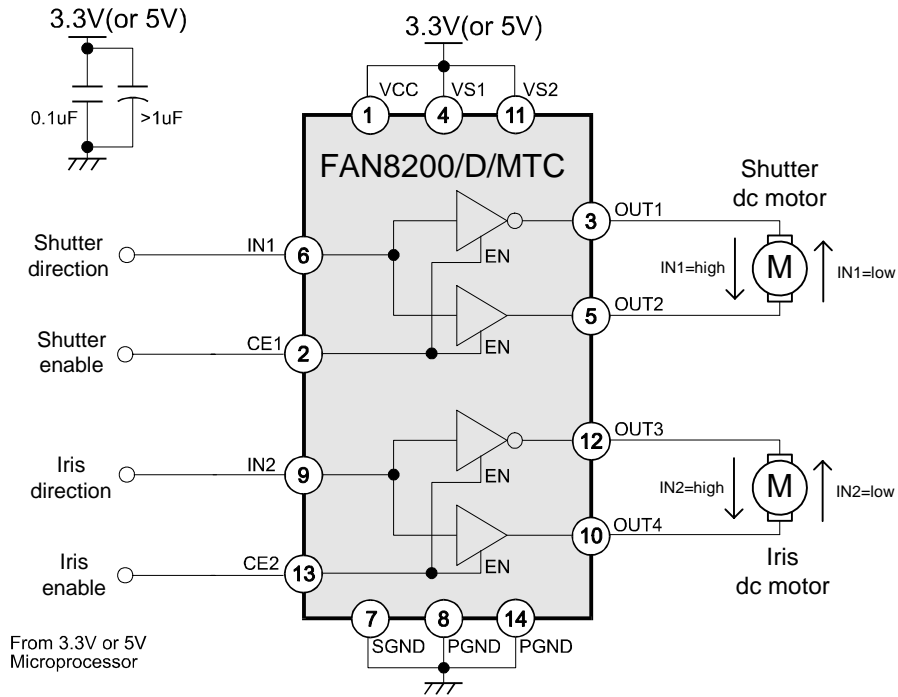 3.3V(or 5V)
0.1uF
>1uF
3.3V(or 5V)
VCC
VS1
VS2
1
4
11
FAN8200/D/MTC
Shutter
direction
IN1
6
EN
3
OUT1
Shutter
dc motor
IN1=high
M
IN1=low
Shutter
enable
CE1
2
EN
5
OUT2
Iris
direction
IN2
9
EN
12
OUT3
IN2=high
M
IN2=low
Iris
enable
CE2
13
EN
10
OUT4
Iris
dc motor
7
8
14
SGND
PGND
PGND
From 3.3V or 5V
Microprocessor